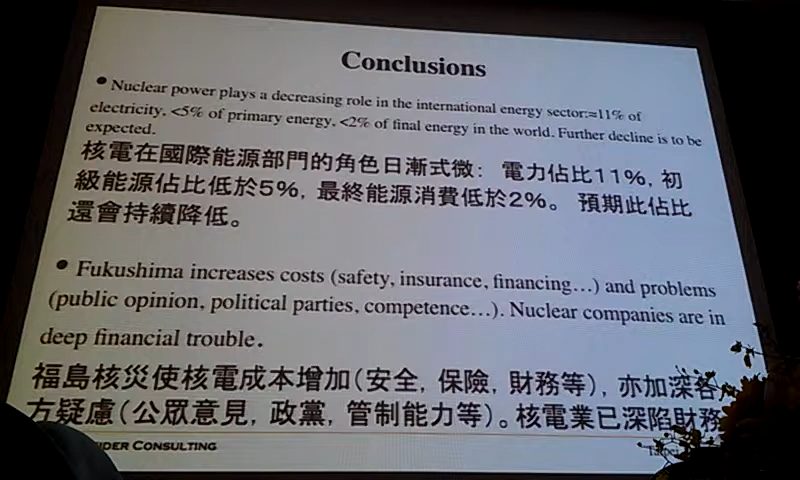 Conclusions
• Nuclear power plays a decreasing role in the international energy sector:≈11% of
electricity, <5% of primary energy, <2% of final energy in the world. Further decline is to be
expected.
核電在國際能源部門的角色日漸式微: 電力佔比11%, 初
級能源佔比低於5%, 最終能源消費低於2%。 預期此佔比
還會持續降低。
• Fukushima increases costs (safety, insurance, financing…) and problems
(public opinion, political parties, competence…). Nuclear companies are in
deep financial trouble.
福島核災使核電成本增加(安全, 保險, 財務等), 亦加深各
方疑慮(公眾意見, 政黨, 管制能力等)。核電業已深陷財務
CONSULTING